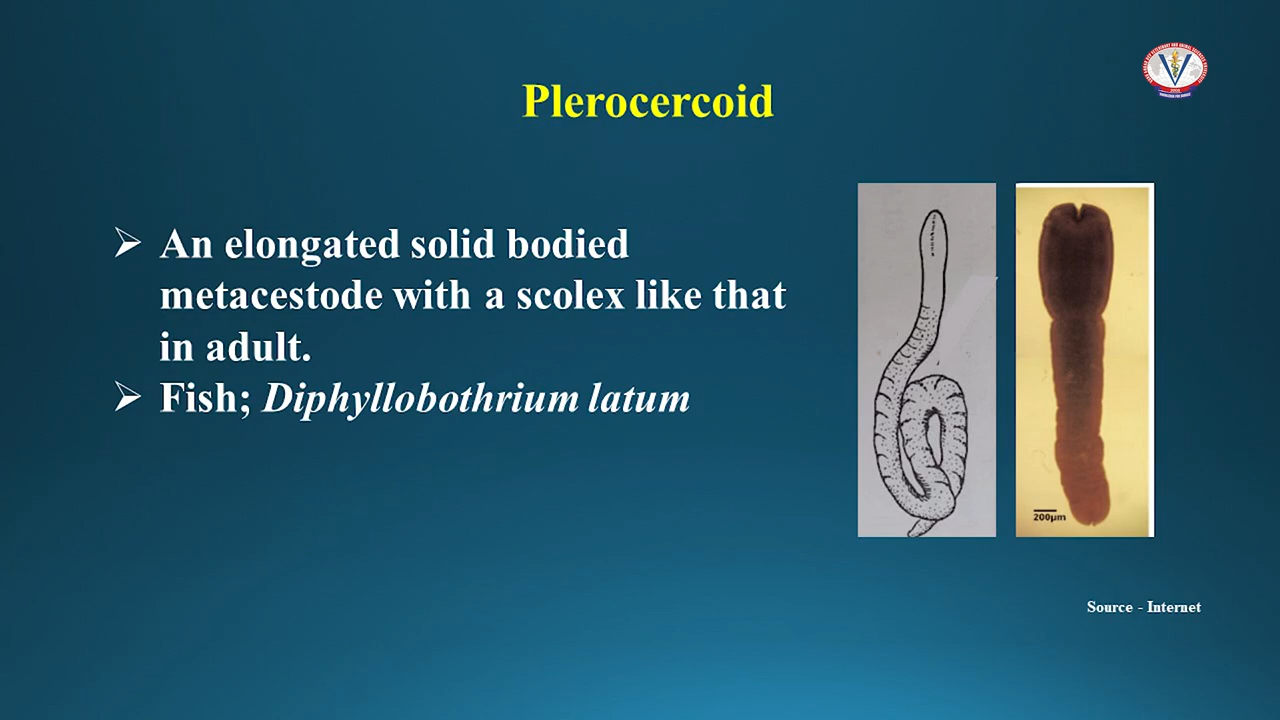 Plerocercoid
➢ An elongated solid bodied
metacestode with a scolex like that
in adult.
➢ Fish; Diphyllobothrium latum
200µm
Source - Internet